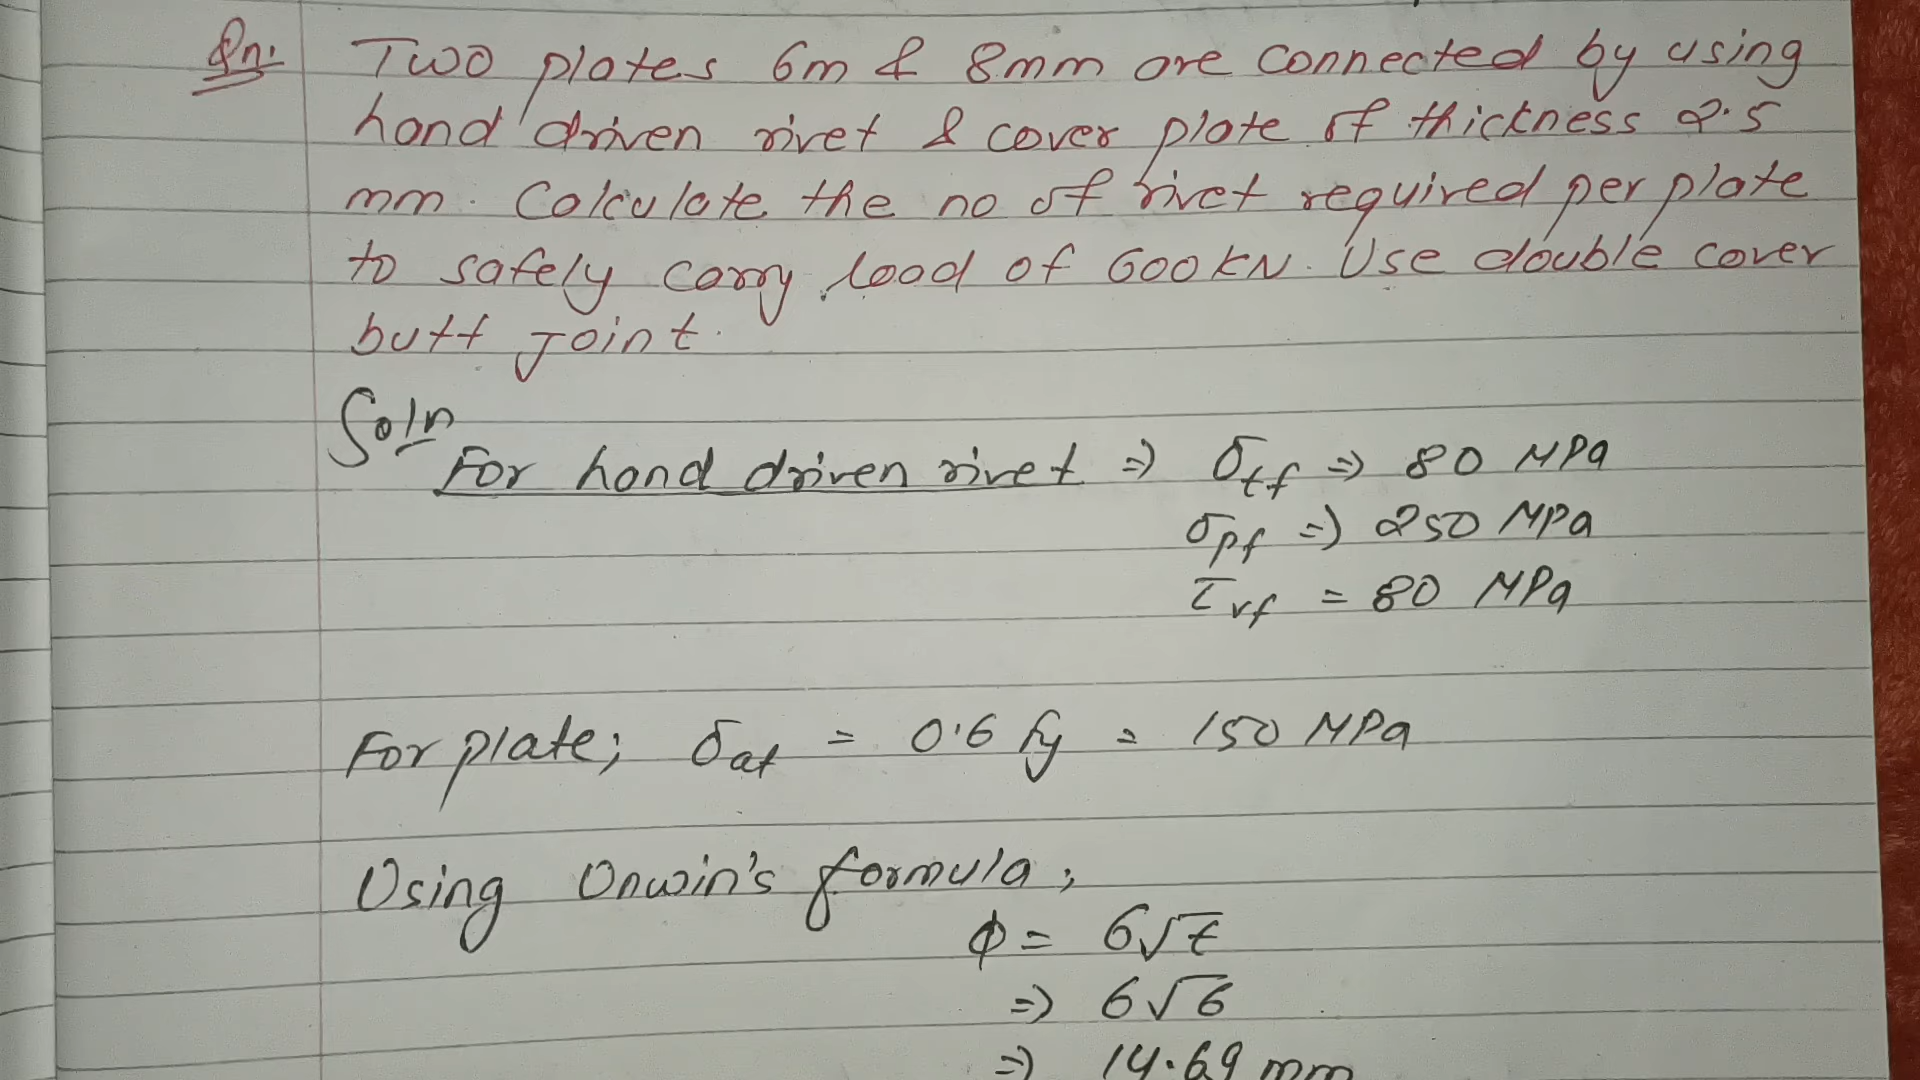 Qn. Two plates 6m & 8mm are connected by using
hand driven rivet & cover plate of thickness 2.5
mm. Calculate the no of rivet required per plate
to safely carry load of 600 kN. Use double cover
butt Joint.
Soln
For hand driven rivet => σtf => 80 MPa
σpf => 250 MPa
τvf = 80 MPa
For plate; σat = 0.6 fy = 150 MPa
Using Unwin's formula;
φ = 6√t
=> 6√6
=> 14.69 mm